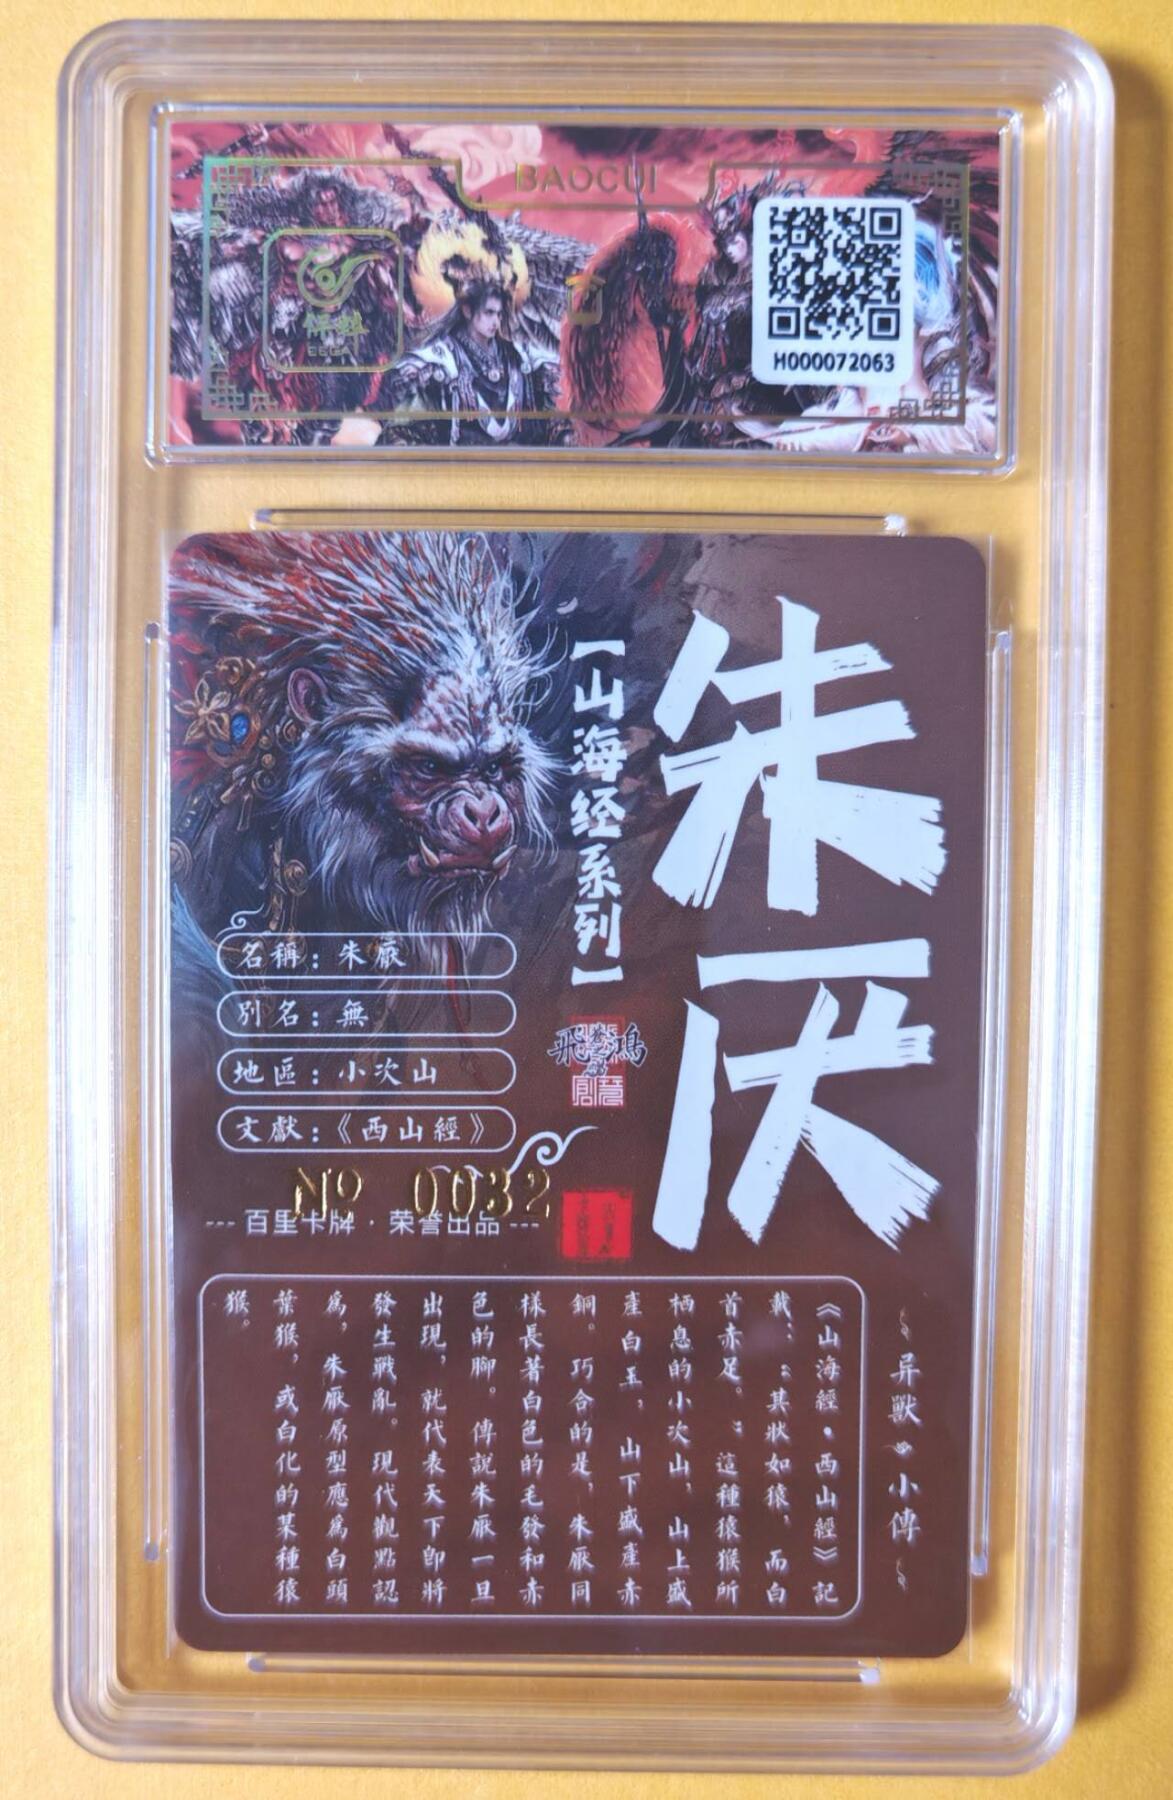 BAOCUI
保粹
H000072063
朱厌
【山海经系列】
飛鴻
名稱：朱厭
別名：無
地區：小次山
文獻：《西山經》
№ 0032
--- 百里卡牌 · 荣誉出品 ---
异獸小傳
《山海經·西山經》記
載：：其狀如猿，而白
首赤足。：這種猿猴所
栖息的小次山，山上盛
產白玉，山下盛產赤
銅。巧合的是，朱厭同
樣長著白色的毛發和赤
色的腳。傳說朱厭一旦
出現，就代表天下即將
發生戰亂。現代觀點認
為，朱厭原型應為白頭
葉猴，或白化的某種猿
猴。